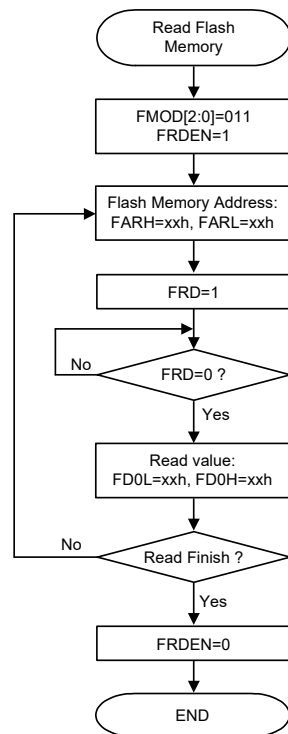 Read Flash
Memory
FMOD[2:0]=011
FRDEN=1
Flash Memory Address:
FARH=xxh, FARL=xxh
FRD=1
No
FRD=0 ?
Yes
Read value:
FD0L=xxh, FD0H=xxh
No
Read Finish ?
Yes
FRDEN=0
END